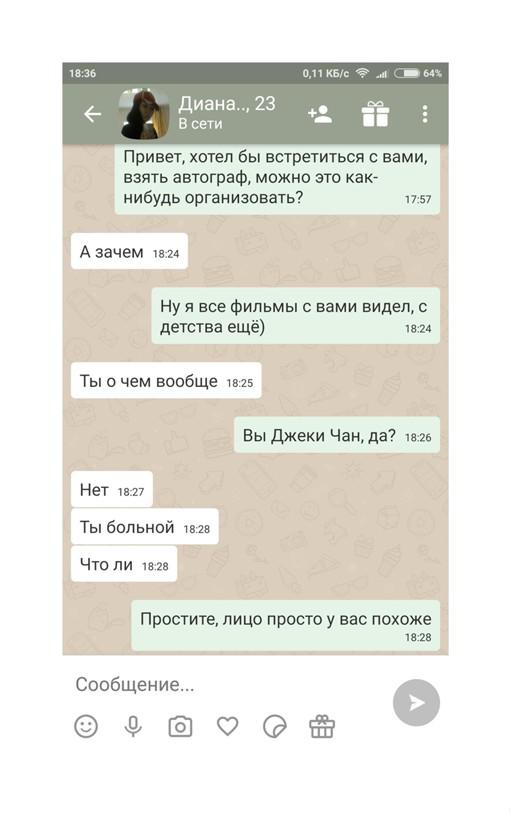 18:36
0,11 КБ/с
64%
Диана.., 23
В сети
Привет, хотел бы встретиться с вами,
взять автограф, можно это как-
нибудь организовать?
17:57
А зачем 18:24
Ну я все фильмы с вами видел, с
детства ещё)
18:24
Ты о чем вообще 18:25
Вы Джеки Чан, да? 18:26
Нет 18:27
Ты больной 18:28
Что ли 18:28
Простите, лицо просто у вас похоже
18:28
Сообщение...